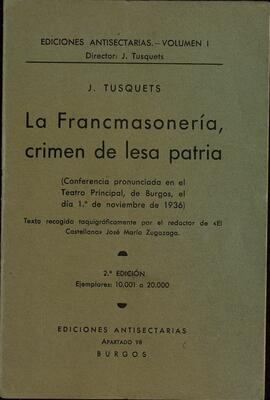 EDICIONES ANTISECTARIAS.—VOLUMEN I
Director: J. Tusquets
J. TUSQUETS
La Francmasonería,
crimen de lesa patria
(Conferencia pronunciada en el
Teatro Principal, de Burgos, el
día 1.º de noviembre de 1936)
Texto recogido taquigráficamente por el redactor de «El
Castellano» José María Zugazaga.
2.ª EDICIÓN
Ejemplares: 10.001 a 20.000
EDICIONES ANTISECTARIAS
APARTADO 98
BURGOS